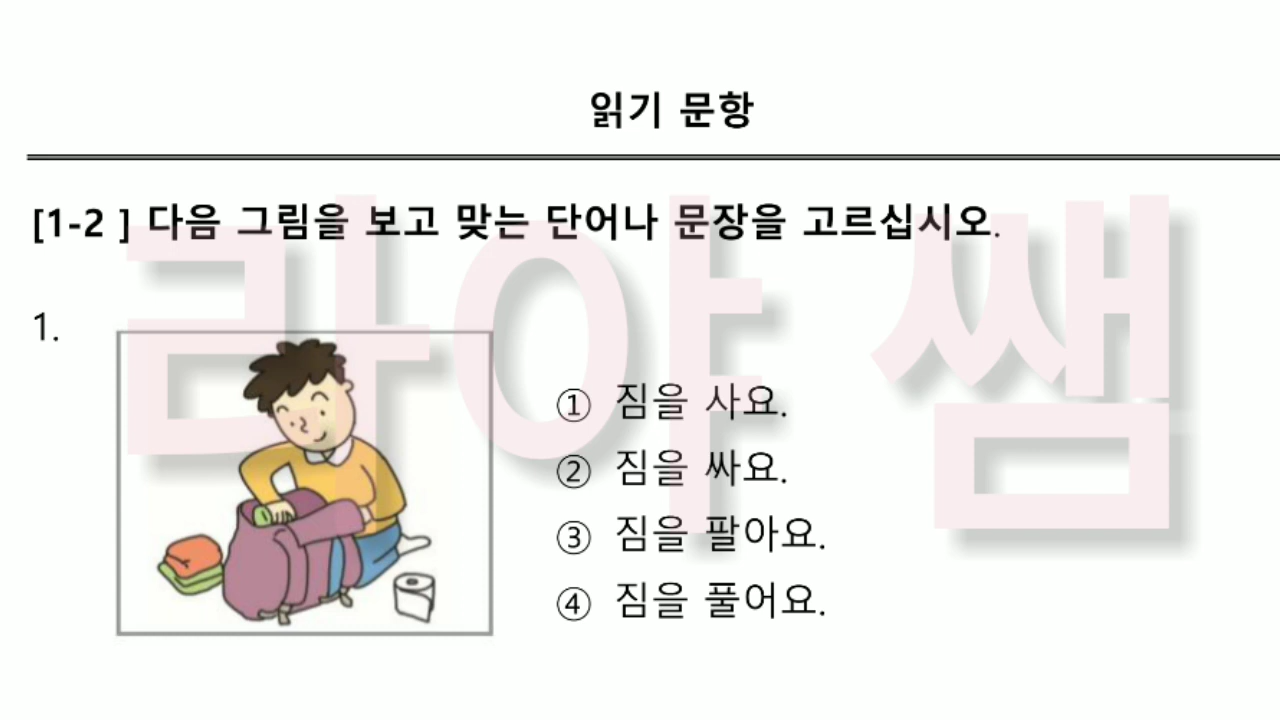 읽기 문항
[1-2 ] 다음 그림을 보고 맞는 단어나 문장을 고르십시오.
1.
① 짐을 사요.
② 짐을 싸요.
③ 짐을 팔아요.
④ 짐을 풀어요.
라야 쌤